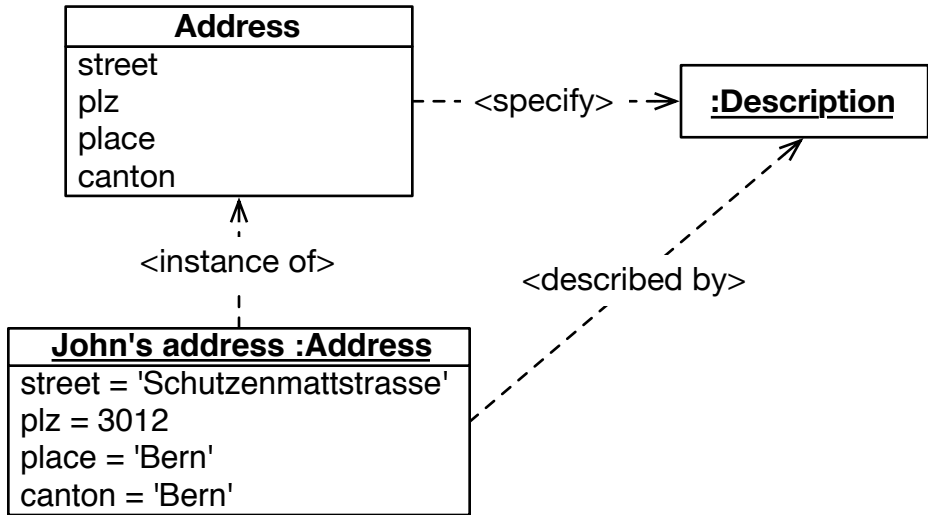 Address
street
plz
place
canton
<specify>
:Description
<instance of>
<described by>
John's address :Address
street = 'Schutzenmattstrasse'
plz = 3012
place = 'Bern'
canton = 'Bern'